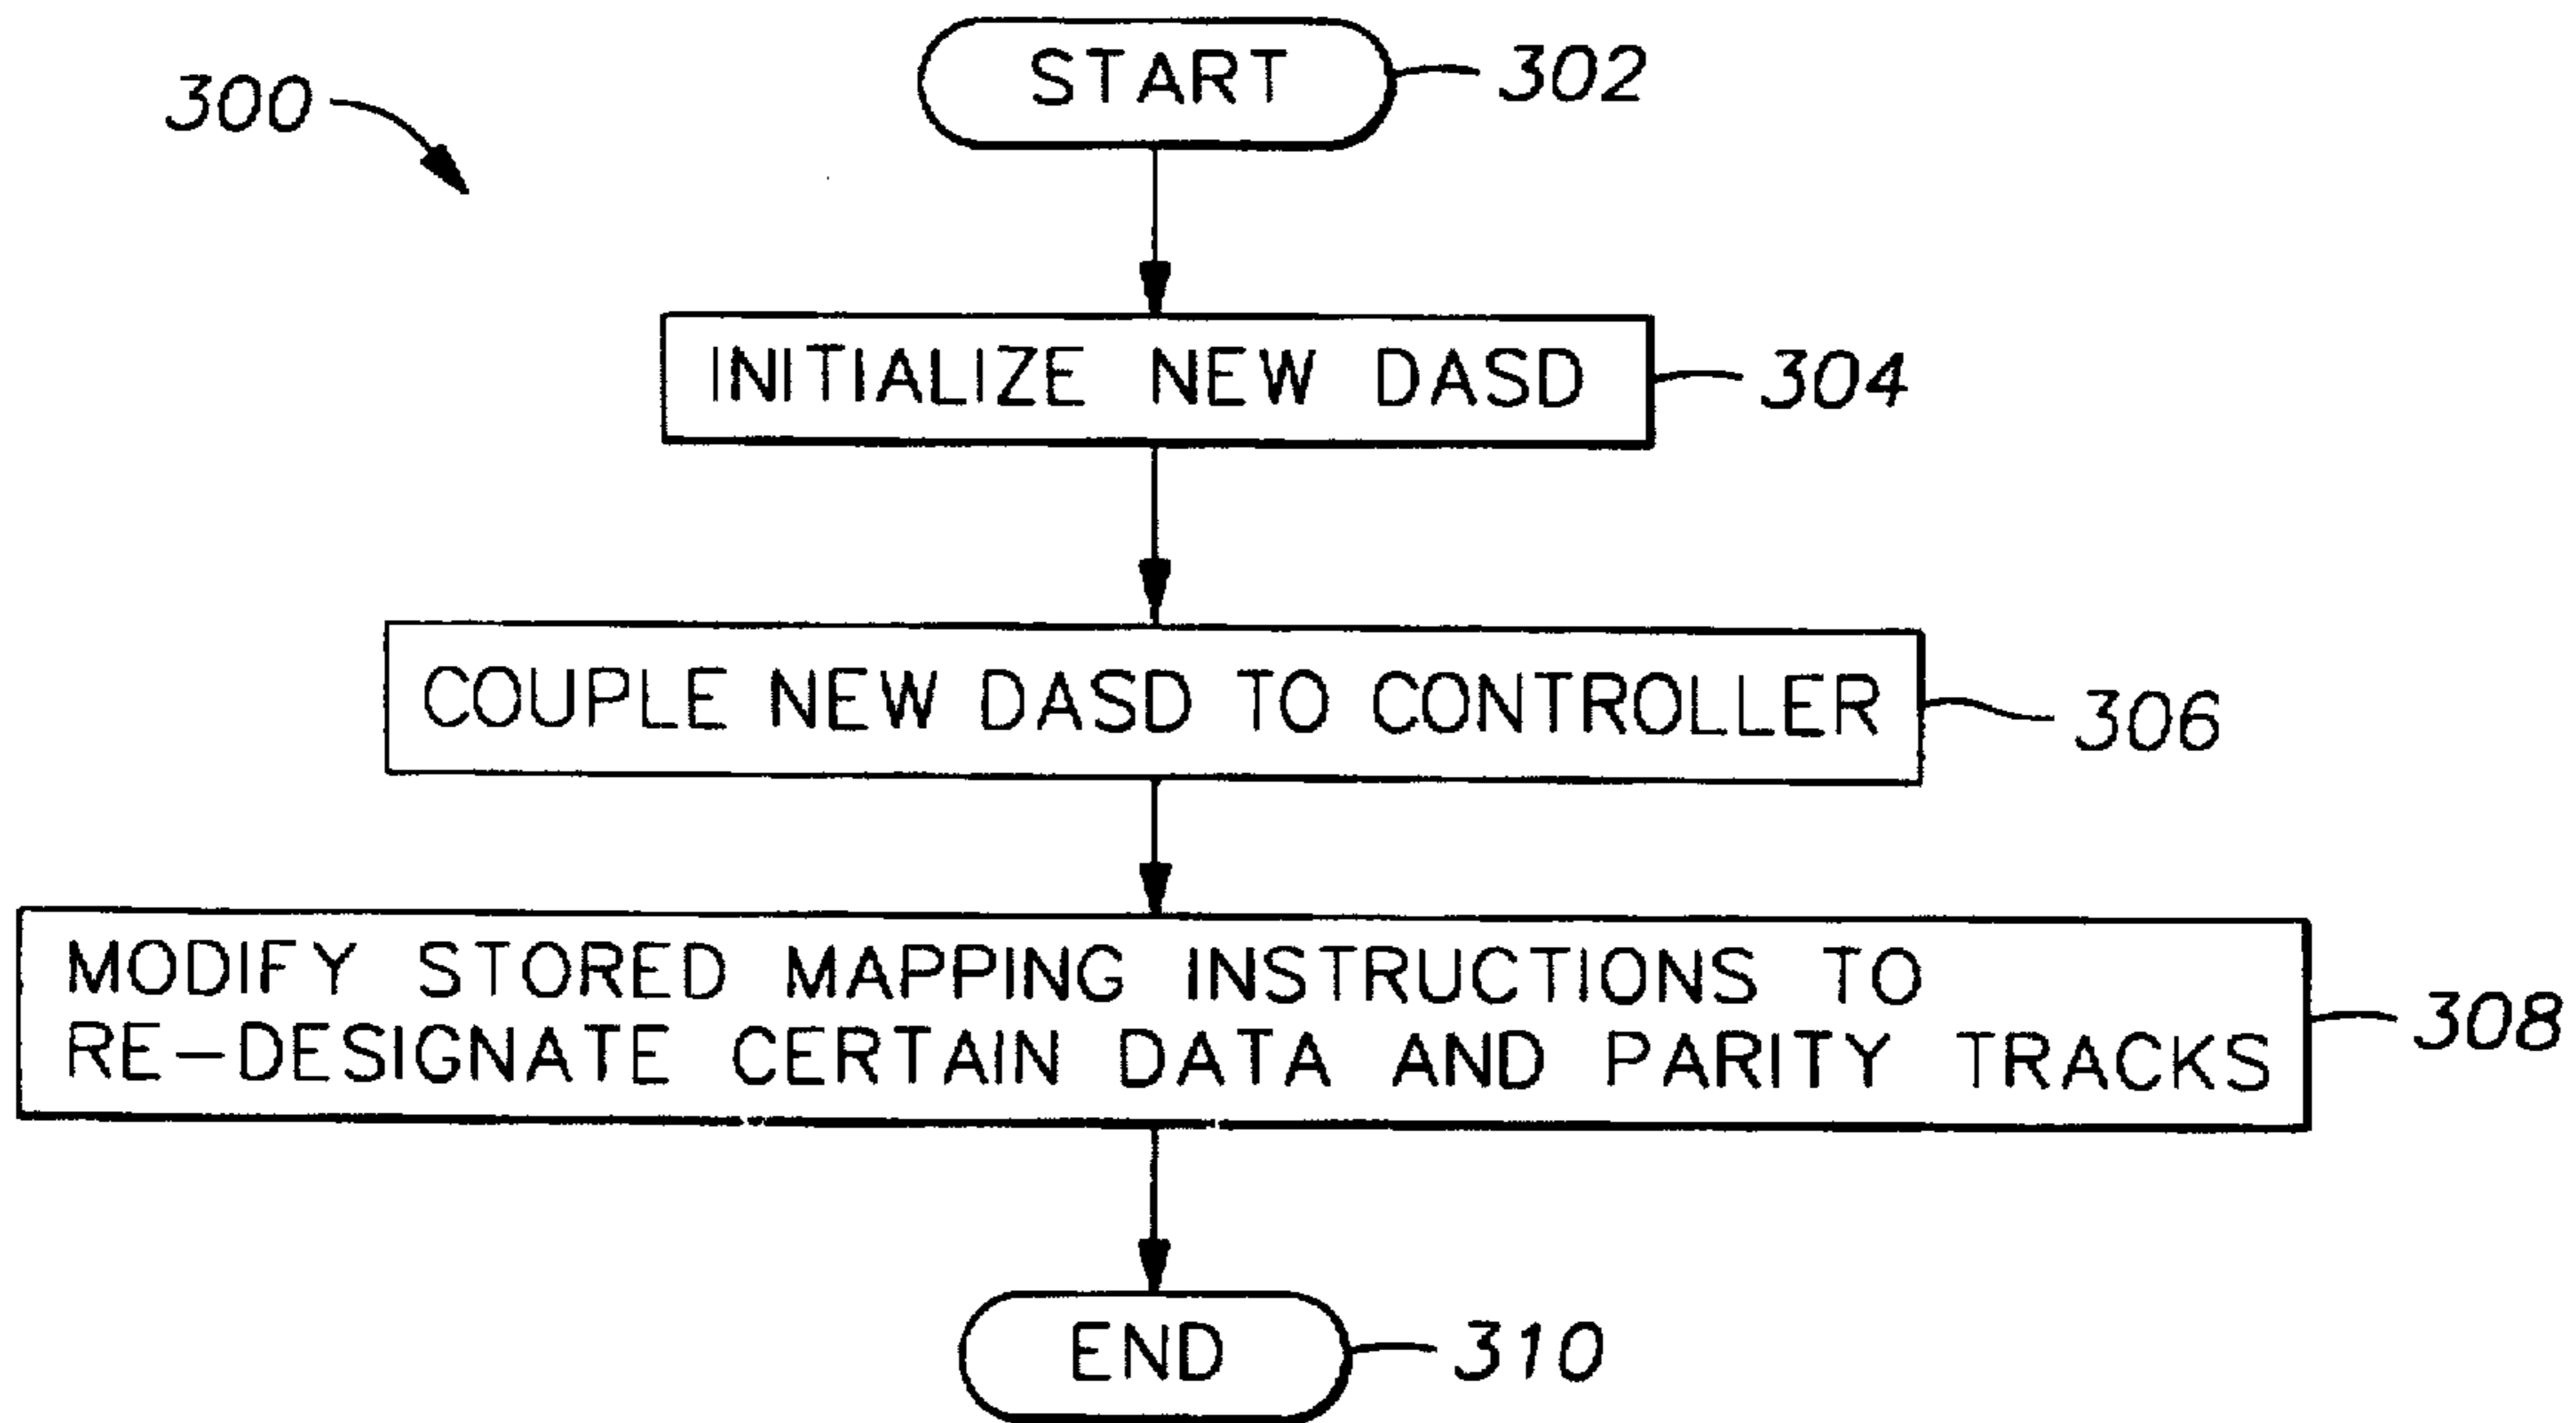 START
302
300
INITIALIZE NEW DASD
304
COUPLE NEW DASD TO CONTROLLER
306
MODIFY STORED MAPPING INSTRUCTIONS TO
RE-DESIGNATE CERTAIN DATA AND PARITY TRACKS
308
END
310